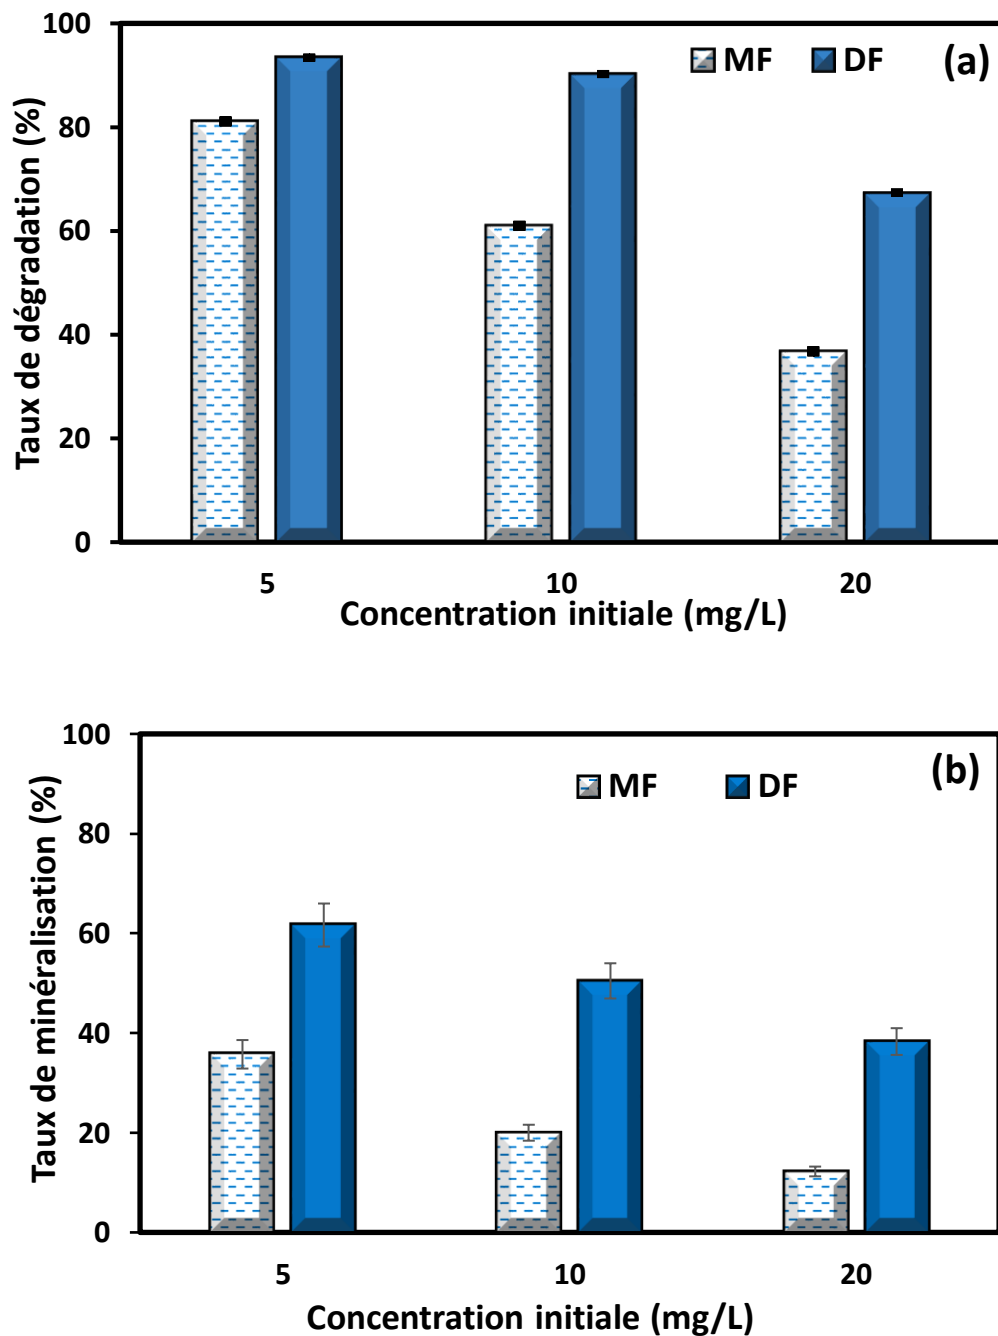 100
80
60
40
20
0
Taux de dégradation (%)
MF DF
(a)
5 10 20
Concentration initiale (mg/L)
100
80
60
40
20
0
Taux de minéralisation (%)
MF DF
(b)
5 10 20
Concentration initiale (mg/L)